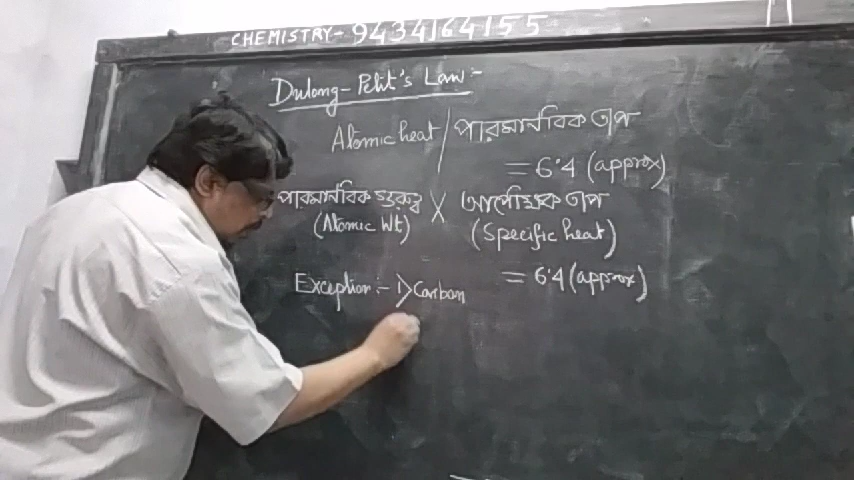 CHEMISTRY- 9434164155
Dulong-Petit's Law:-
Atomic heat / পারমানবিক তাপ
= 6.4 (approx)
পারমানবিক গুরুত্ব X আপেক্ষিক তাপ
(Atomic Wt) (Specific heat)
= 6.4 (approx)
Exception:- 1> Carbon